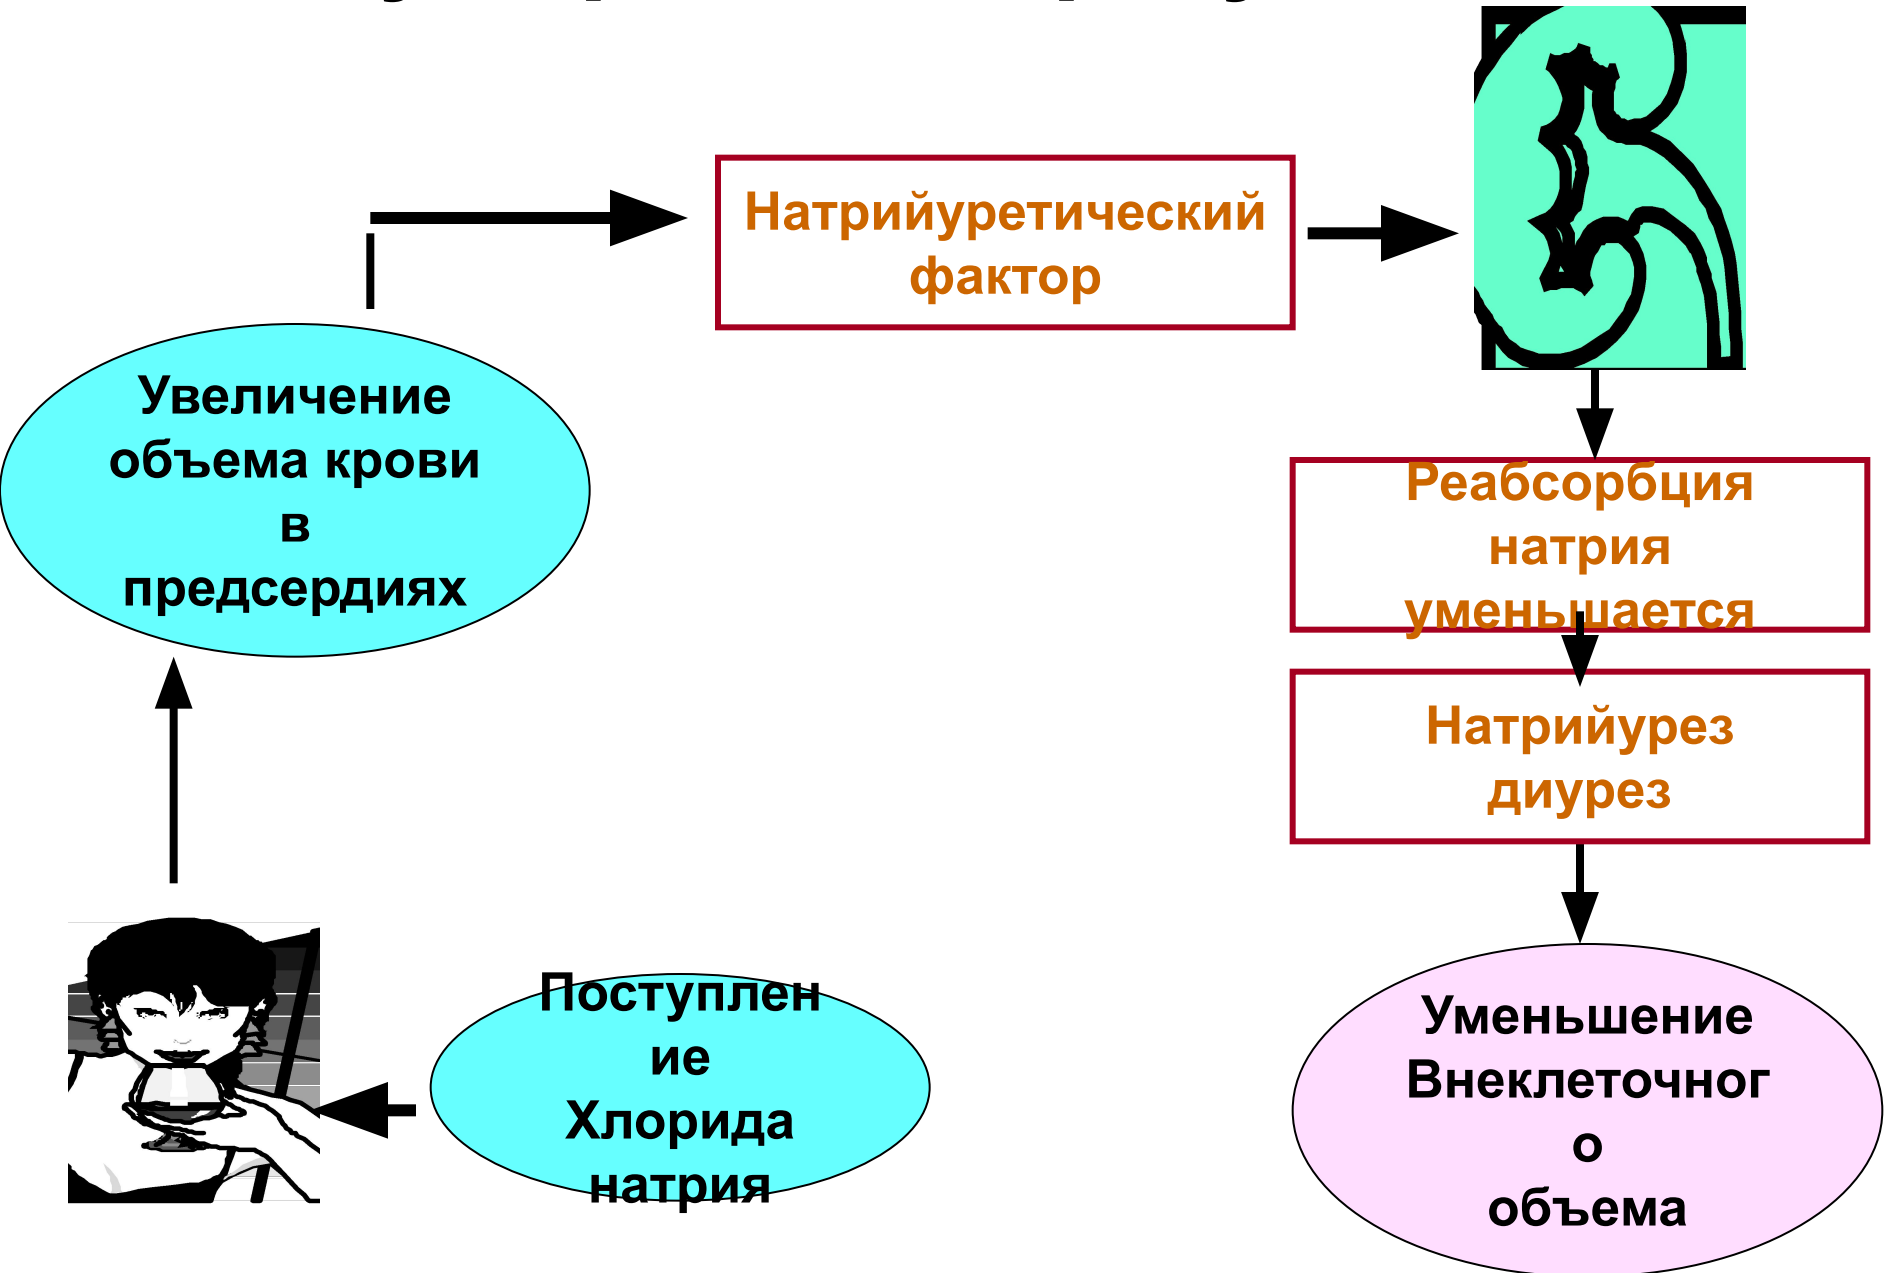 Натрийуретический
фактор
Увеличение
объема крови
в
предсердиях
Реабсорбция
натрия
уменьшается
Натрийурез
диурез
Поступлен
ие
Хлорида
натрия
Уменьшение
Внеклеточног
о
объема